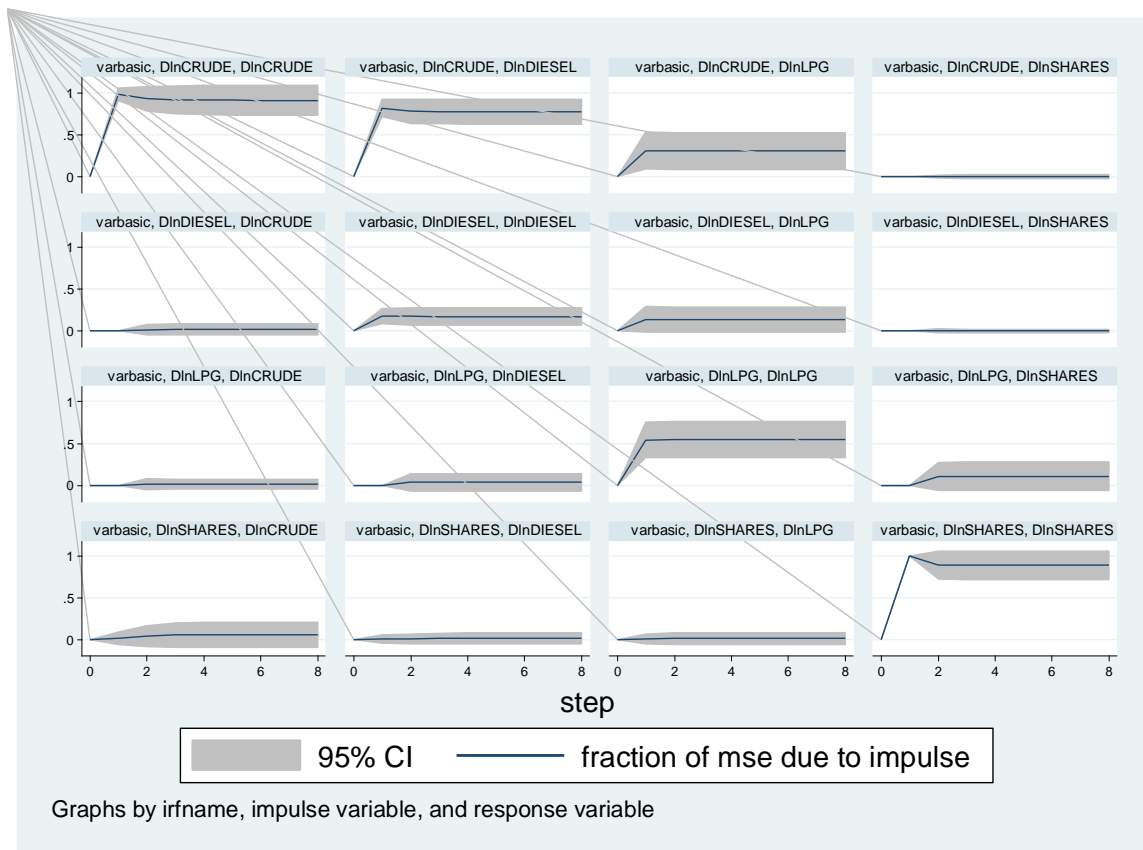 varbasic, DlnCRUDE, DlnCRUDE varbasic, DlnCRUDE, DlnDIESEL varbasic, DlnCRUDE, DlnLPG varbasic, DlnCRUDE, DlnSHARES
1
.5
0
varbasic, DlnDIESEL, DlnCRUDE varbasic, DlnDIESEL, DlnDIESEL varbasic, DlnDIESEL, DlnLPG varbasic, DlnDIESEL, DlnSHARES
1
.5
0
varbasic, DlnLPG, DlnCRUDE varbasic, DlnLPG, DlnDIESEL varbasic, DlnLPG, DlnLPG varbasic, DlnLPG, DlnSHARES
1
.5
0
varbasic, DlnSHARES, DlnCRUDE varbasic, DlnSHARES, DlnDIESEL varbasic, DlnSHARES, DlnLPG varbasic, DlnSHARES, DlnSHARES
1
.5
0
0 2 4 6 8 0 2 4 6 8 0 2 4 6 8 0 2 4 6 8
step
95% CI fraction of mse due to impulse
Graphs by irfname, impulse variable, and response variable